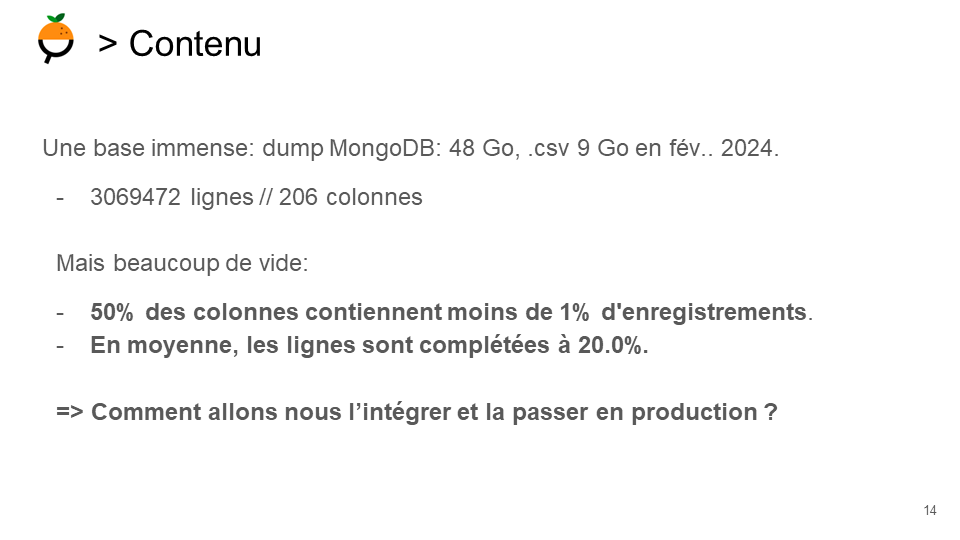 > Contenu
Une base immense: dump MongoDB: 48 Go, .csv 9 Go en fév.. 2024.
- 3069472 lignes // 206 colonnes
Mais beaucoup de vide:
- 50% des colonnes contiennent moins de 1% d'enregistrements.
- En moyenne, les lignes sont complétées à 20.0%.
=> Comment allons nous l’intégrer et la passer en production ?
14